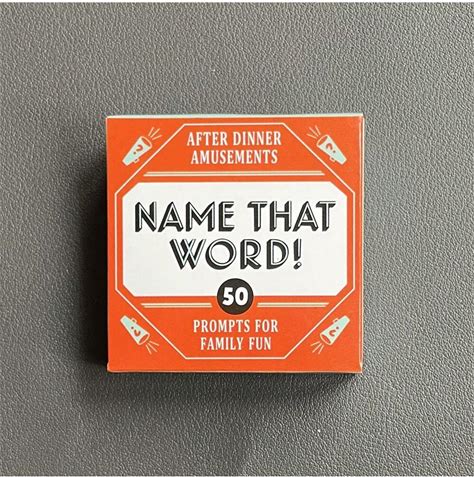 AFTER DINNER
AMUSEMENTS
NAME THAT
WORD!
50
PROMPTS FOR
FAMILY FUN